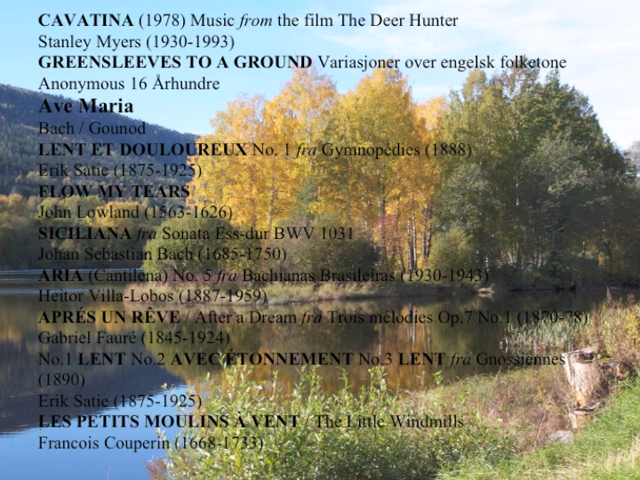 CAVATINA (1978) Music from the film The Deer Hunter
Stanley Myers (1930-1993)
GREENSLEEVES TO A GROUND Variasjoner over engelsk folketone
Anonymous 16 Århundre
Ave Maria
Bach / Gounod
LENT ET DOULOUREUX No. 1 fra Gymnopédies (1888)
Erik Satie (1875-1925)
FLOW MY TEARS
John Lowland (1563-1626)
SICILIANA fra Sonata Ess-dur BWV 1031
Johan Sebastian Bach (1685-1750)
ARIA (Cantilena) No. 5 fra Bachianas Brasileiras (1930-1943)
Heitor Villa-Lobos (1887-1959)
APRÉS UN RÊVE / After a Dream fra Trois mélodies Op.7 No.1 (1870-78)
Gabriel Fauré (1845-1924)
No.1 LENT No.2 AVEC ÉTONNEMENT No.3 LENT fra Gnossiennes
(1890)
Erik Satie (1875-1925)
LES PETITS MOULINS À VENT / The Little Windmills
Francois Couperin (1668-1733)